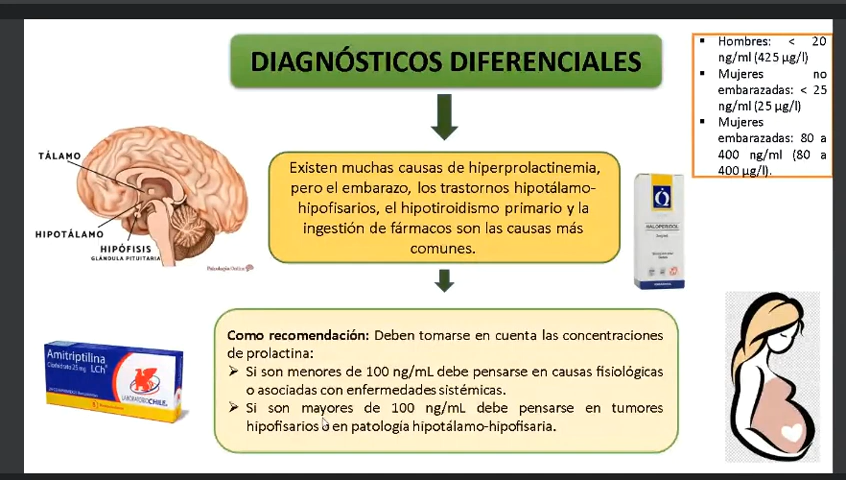 DIAGNÓSTICOS DIFERENCIALES
Hombres: < 20
ng/ml (425 µg/l)
Mujeres no
embarazadas: < 25
ng/ml (25 µg/l)
Mujeres
embarazadas: 80 a
400 ng/ml (80 a
400 µg/l).
TÁLAMO
HIPOTÁLAMO
HIPÓFISIS
GLÁNDULA PITUITARIA
Existen muchas causas de hiperprolactinemia,
pero el embarazo, los trastornos hipotálamo-
hipofisarios, el hipotiroidismo primario y la
ingestión de fármacos son las causas más
comunes.
HALOPERIDOL
Como recomendación: Deben tomarse en cuenta las concentraciones
de prolactina:
Si son menores de 100 ng/mL debe pensarse en causas fisiológicas
o asociadas con enfermedades sistémicas.
Si son mayores de 100 ng/mL debe pensarse en tumores
hipofisarios o en patología hipotálamo-hipofisaria.
Amitriptilina
Clorhidrato 25 mg
LCh
LABORATORIO CHILE